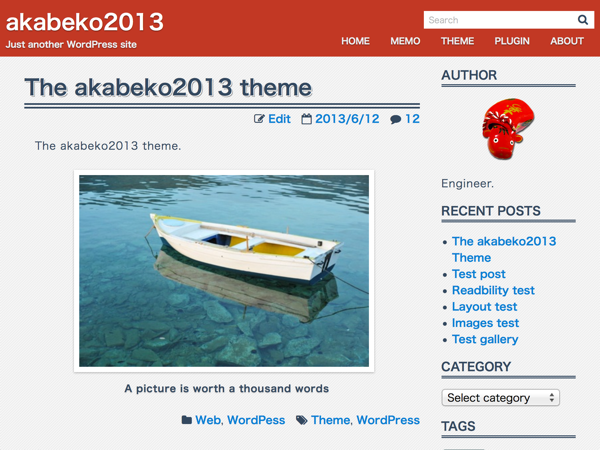 akabeko2013
Just another WordPress site
Search
HOME MEMO THEME PLUGIN ABOUT
The akabeko2013 theme
Edit 2013/6/12 12
The akabeko2013 theme.
A picture is worth a thousand words
Web, WordPess Theme, WordPress
AUTHOR
Engineer.
RECENT POSTS
The akabeko2013
Theme
Test post
Readbility test
Layout test
Images test
Test gallery
CATEGORY
Select category
TAGS